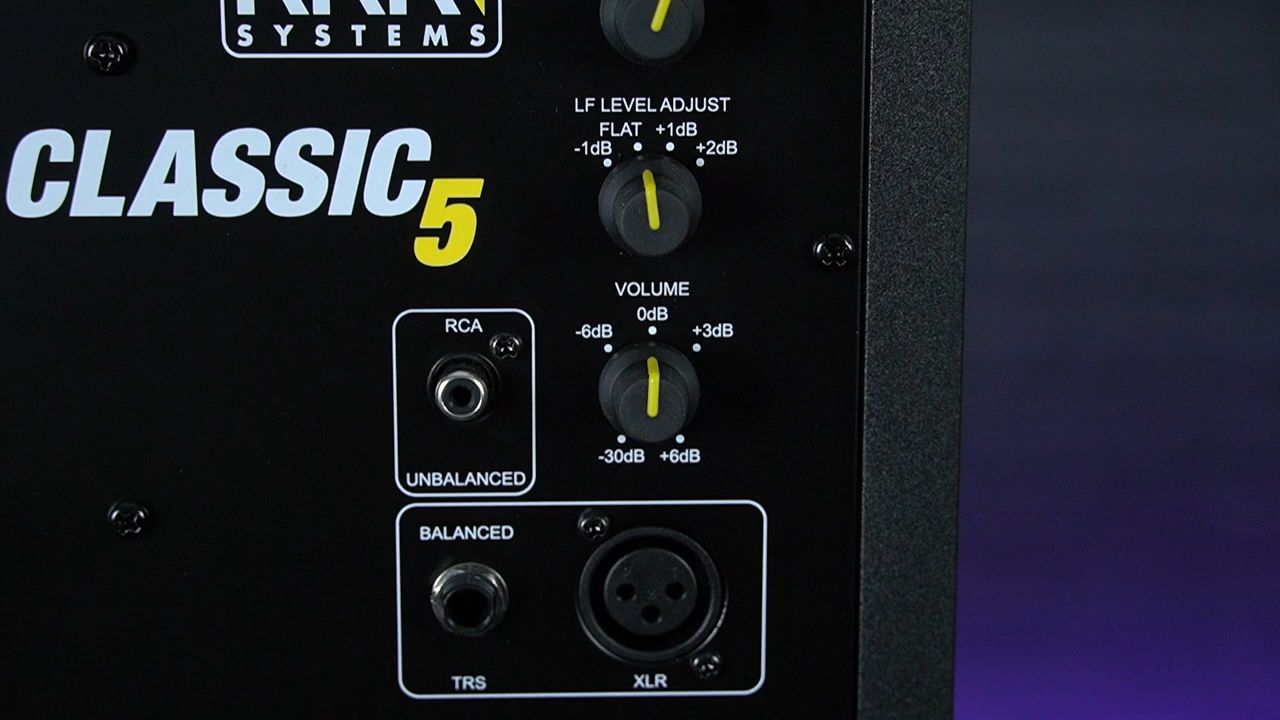 SYSTEMS
CLASSIC 5
LF LEVEL ADJUST
FLAT +1dB
-1dB +2dB
VOLUME
0dB
-6dB +3dB
-30dB +6dB
RCA
UNBALANCED
BALANCED
TRS XLR